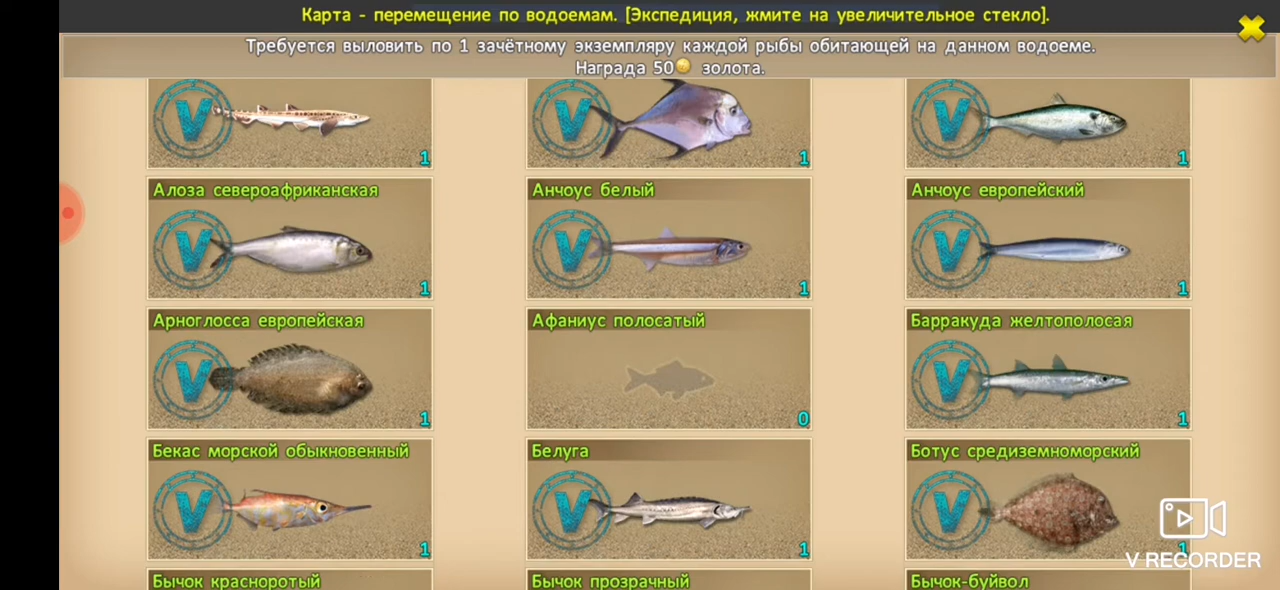 Карта - перемещение по водоемам. [Экспедиция, жмите на увеличительное стекло].
Требуется выловить по 1 зачётному экземпляру каждой рыбы обитающей на данном водоеме.
Награда 50 золота.
V 1
V 1
V 1
Алоза североафриканская
V 1
Анчоус белый
V 1
Анчоус европейский
V 1
Арноглосса европейская
V 1
Афаниус полосатый
0
Барракуда желтополосая
V 1
Бекас морской обыкновенный
V 1
Белуга
V 1
Ботус средиземноморский
V 1
V RECORDER
Бычок красноротый
Бычок прозрачный
Бычок-буйвол